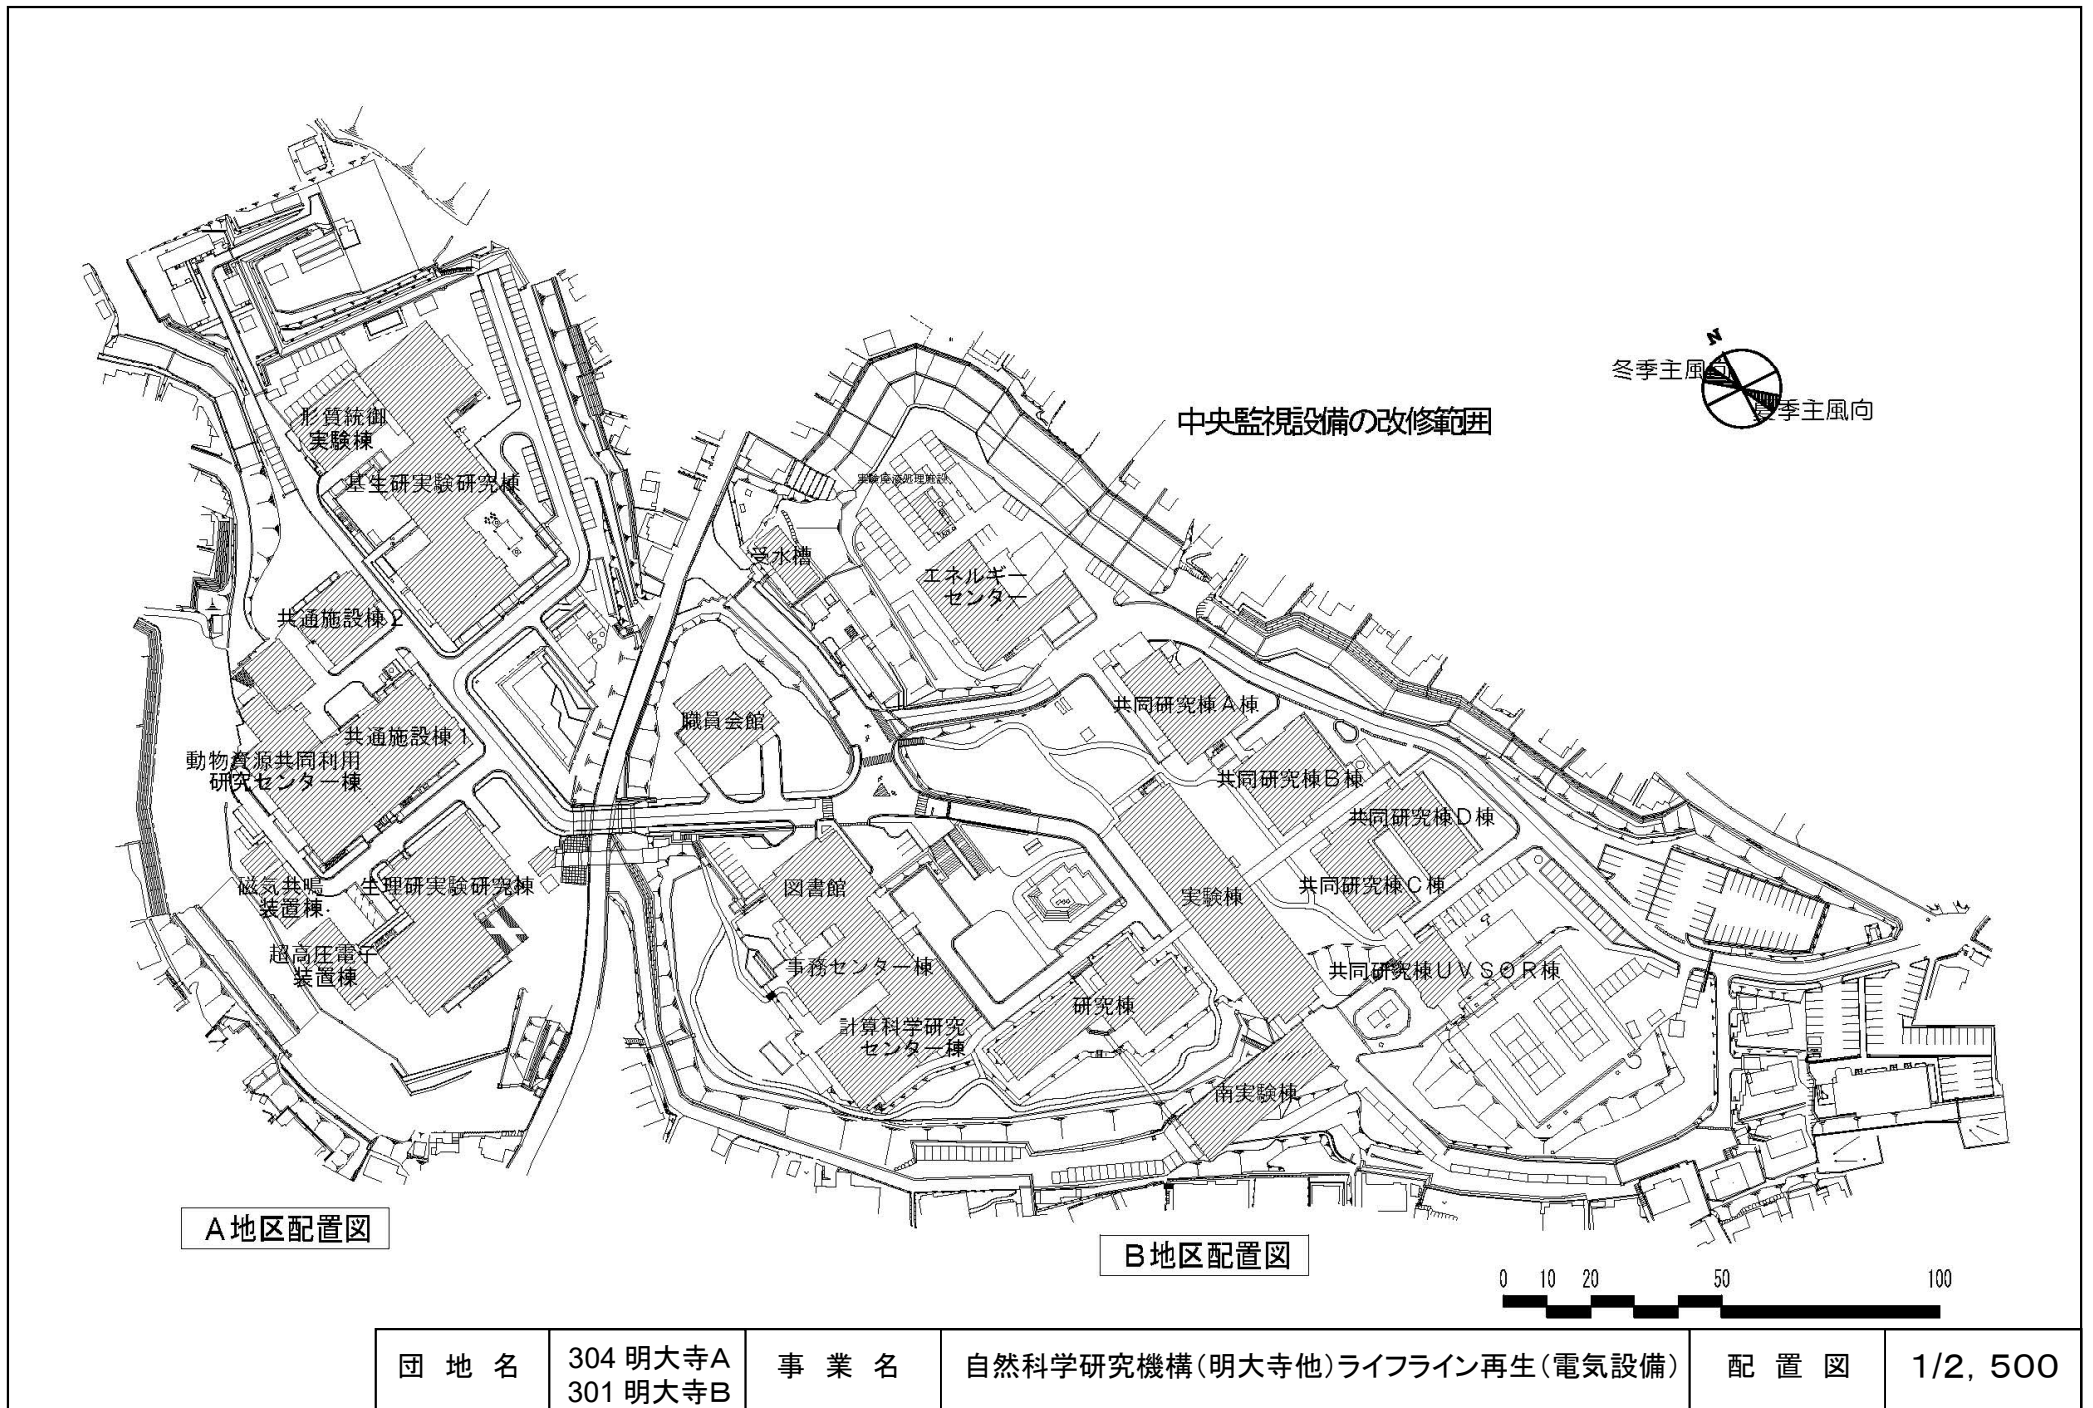 N
冬季主風向
夏季主風向
中央監視設備の改修範囲
形質統御
実験棟
基生研実験研究棟
実験廃液処理施設
受水槽
エネルギー
センター
共通施設棟2
共同研究棟A棟
職員会館
共通施設棟1
動物資源共同利用
研究センター棟
共同研究棟B棟
共同研究棟D棟
磁気共鳴
装置棟
生理研実験研究棟
図書館
実験棟
共同研究棟C棟
超高圧電子
装置棟
事務センター棟
共同研究棟UVSOR棟
研究棟
計算科学研究
センター棟
南実験棟
A地区配置図
B地区配置図
0 10 20 50 100
団地名
304 明大寺A
301 明大寺B
事業名
自然科学研究機構(明大寺他)ライフライン再生(電気設備)
配置図
1/2, 500